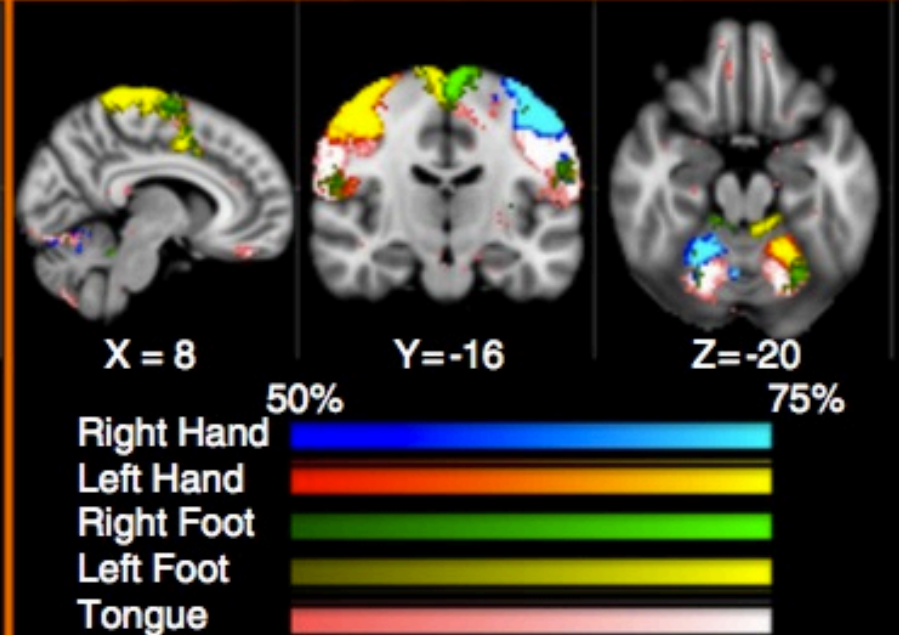 X = 8 Y=-16 Z=-20
50% 75%
Right Hand
Left Hand
Right Foot
Left Foot
Tongue